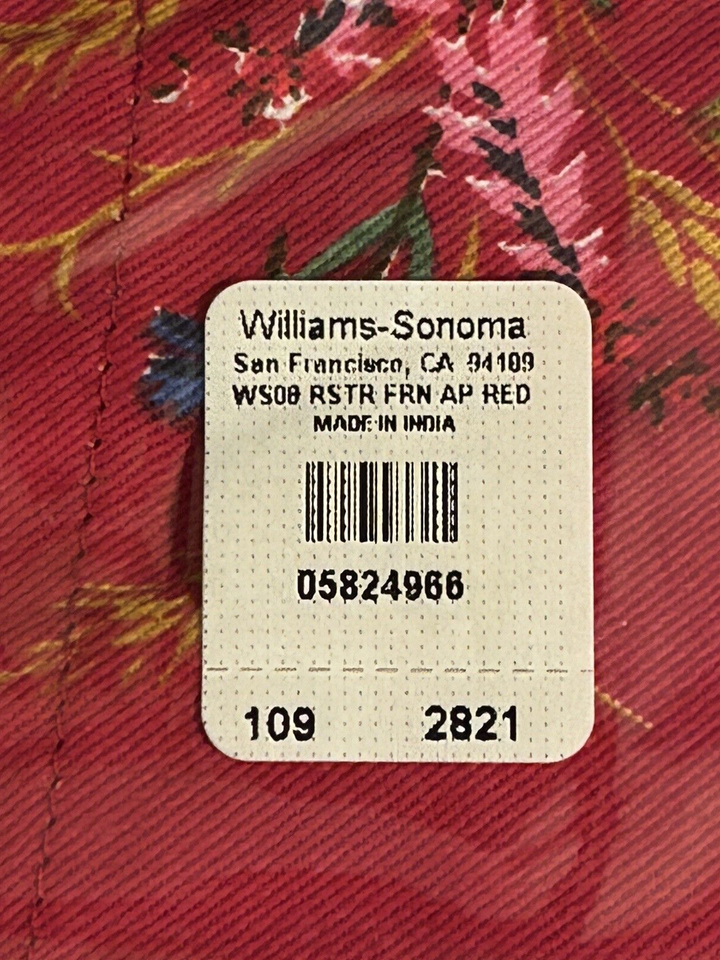 Williams-Sonoma
San Francisco, CA 94109
WS08 RSTR FRN AP RED
MADE IN INDIA
05824966
109 2821